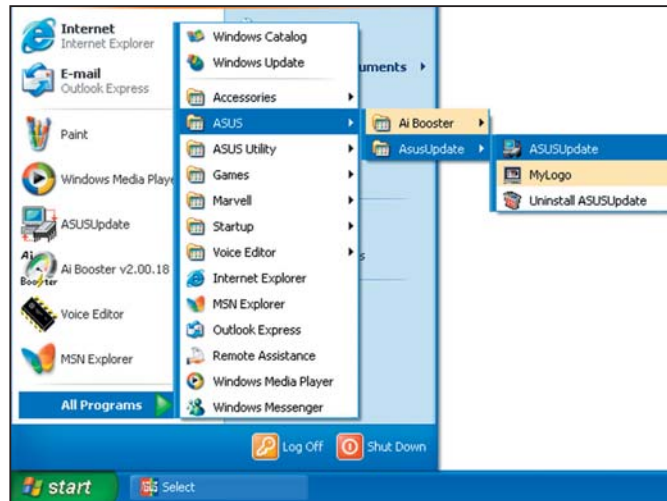 Internet
Internet Explorer
E-mail
Outlook Express
Paint
Windows Media Playe
ASUSUpdate
Ai Booster
Ai Booster v2.00.18
Voice Editor
MSN Explorer
All Programs
Windows Catalog
Windows Update
Accessories
ASUS
ASUS Utility
Games
Marvell
Startup
Voice Editor
Internet Explorer
MSN Explorer
Outlook Express
Remote Assistance
Windows Media Player
Windows Messenger
uments
s
Ai Booster
AsusUpdate
ASUSUpdate
MyLogo
Uninstall ASUSUpdate
Log Off
Shut Down
start
Select